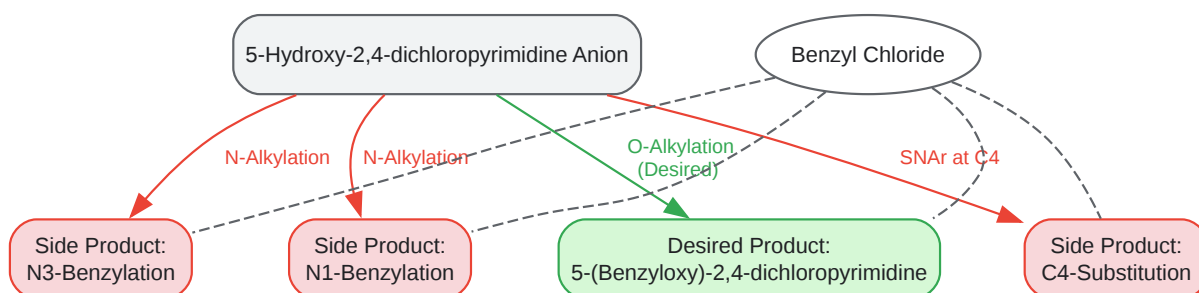 5-Hydroxy-2,4-dichloropyrimidine Anion
Benzyl Chloride
N-Alkylation
N-Alkylation
O-Alkylation
(Desired)
SNAr at C4
Side Product:
N3-Benzylation
Side Product:
N1-Benzylation
Desired Product:
5-(Benzyloxy)-2,4-dichloropyrimidine
Side Product:
C4-Substitution